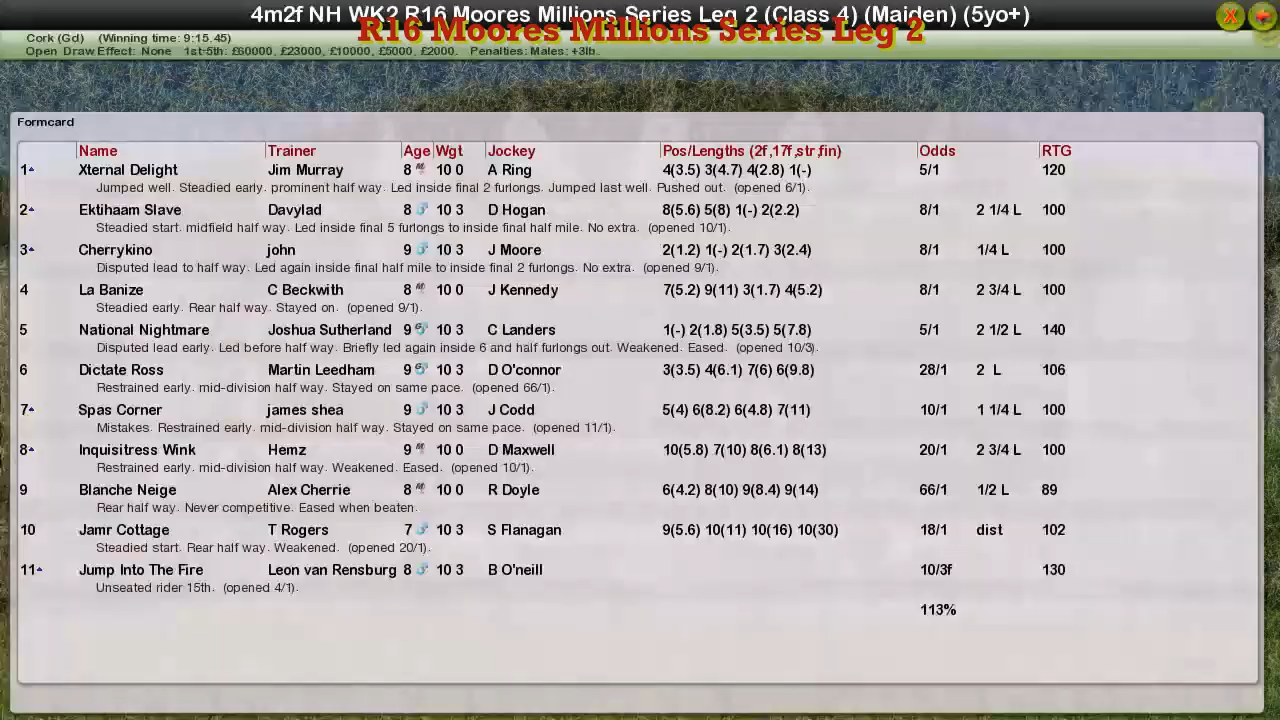 4m2f NH WK2 R16 Moores Millions Series Leg 2 (Class 4) (Maiden) (5yo+)
R16 Moores Millions Series Leg 2
Cork (Gd) (Winning time: 9:15.45)
Open Draw Effect: None 1st-5th: £60000, £23000, £10000, £5000, £2000. Penalties: Males: +3lb.
Formcard
Name Trainer Age Wgt Jockey Pos/Lengths (2f,17f,str,fin) Odds RTG
1 Xternal Delight Jim Murray 8 10 0 A Ring 4(3.5) 3(4.7) 4(2.8) 1(-) 5/1 120
Jumped well. Steadied early. prominent half way. Led inside final 2 furlongs. Jumped last well. Pushed out. (opened 6/1).
2 Ektihaam Slave Davylad 8 10 3 D Hogan 8(5.6) 5(8) 1(-) 2(2.2) 8/1 2 1/4 L 100
Steadied start. midfield half way. Led inside final 5 furlongs to inside final half mile. No extra. (opened 10/1).
3 Cherrykino john 9 10 3 J Moore 2(1.2) 1(-) 2(1.7) 3(2.4) 8/1 1/4 L 100
Disputed lead to half way. Led again inside final half mile to inside final 2 furlongs. No extra. (opened 9/1).
4 La Banize C Beckwith 8 10 0 J Kennedy 7(5.2) 9(11) 3(1.7) 4(5.2) 8/1 2 3/4 L 100
Steadied early. Rear half way. Stayed on. (opened 9/1).
5 National Nightmare Joshua Sutherland 9 10 3 C Landers 1(-) 2(1.8) 5(3.5) 5(7.8) 5/1 2 1/2 L 140
Disputed lead early. Led before half way. Briefly led again inside 6 and half furlongs out. Weakened. Eased. (opened 10/3).
6 Dictate Ross Martin Leedham 9 10 3 D O'connor 3(3.5) 4(6.1) 7(6) 6(9.8) 28/1 2 L 106
Restrained early. mid-division half way. Stayed on same pace. (opened 66/1).
7 Spas Corner james shea 9 10 3 J Codd 5(4) 6(8.2) 6(4.8) 7(11) 10/1 1 1/4 L 100
Mistakes. Restrained early. mid-division half way. Stayed on same pace. (opened 11/1).
8 Inquisitress Wink Hemz 9 10 0 D Maxwell 10(5.8) 7(10) 8(6.1) 8(13) 20/1 2 3/4 L 100
Restrained early. mid-division half way. Weakened. Eased. (opened 10/1).
9 Blanche Neige Alex Cherrie 8 10 0 R Doyle 6(4.2) 8(10) 9(8.4) 9(14) 66/1 1/2 L 89
Rear half way. Never competitive. Eased when beaten.
10 Jamr Cottage T Rogers 7 10 3 S Flanagan 9(5.6) 10(11) 10(16) 10(30) 18/1 dist 102
Steadied start. Rear half way. Weakened. (opened 20/1).
11 Jump Into The Fire Leon van Rensburg 8 10 3 B O'neill 10/3f 130
Unseated rider 15th. (opened 4/1).
113%